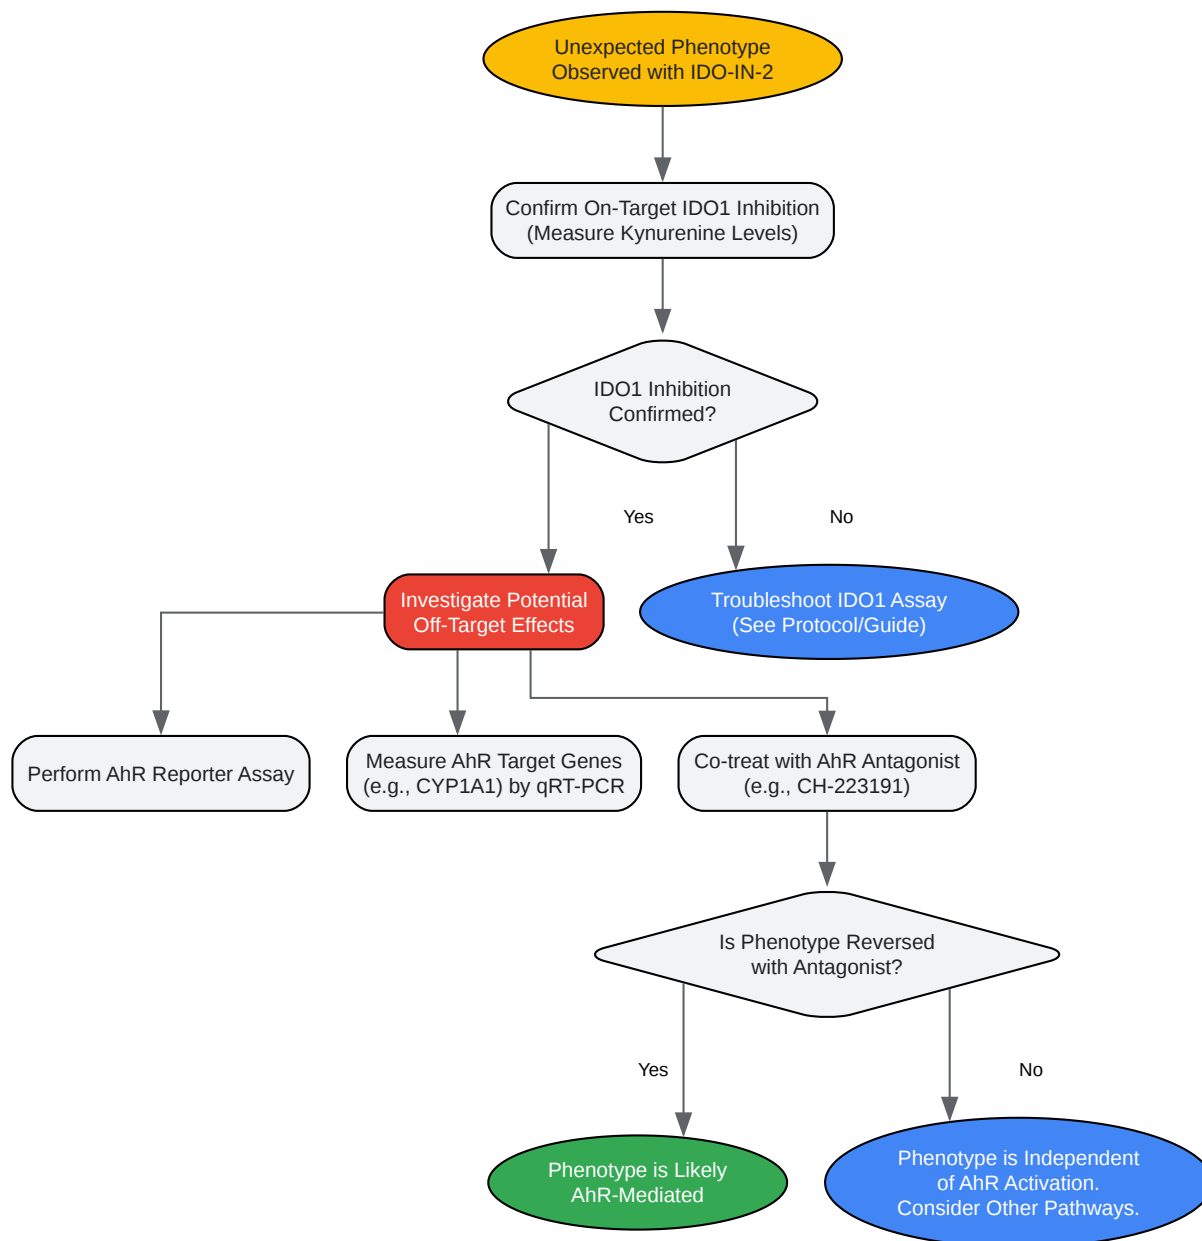 Unexpected Phenotype
Observed with IDO-IN-2
Confirm On-Target IDO1 Inhibition
(Measure Kynurenine Levels)
IDO1 Inhibition
Confirmed?
Yes
No
Investigate Potential
Off-Target Effects
Troubleshoot IDO1 Assay
(See Protocol/Guide)
Perform AhR Reporter Assay
Measure AhR Target Genes
(e.g., CYP1A1) by qRT-PCR
Co-treat with AhR Antagonist
(e.g., CH-223191)
Is Phenotype Reversed
with Antagonist?
Yes
No
Phenotype is Likely
AhR-Mediated
Phenotype is Independent
of AhR Activation.
Consider Other Pathways.